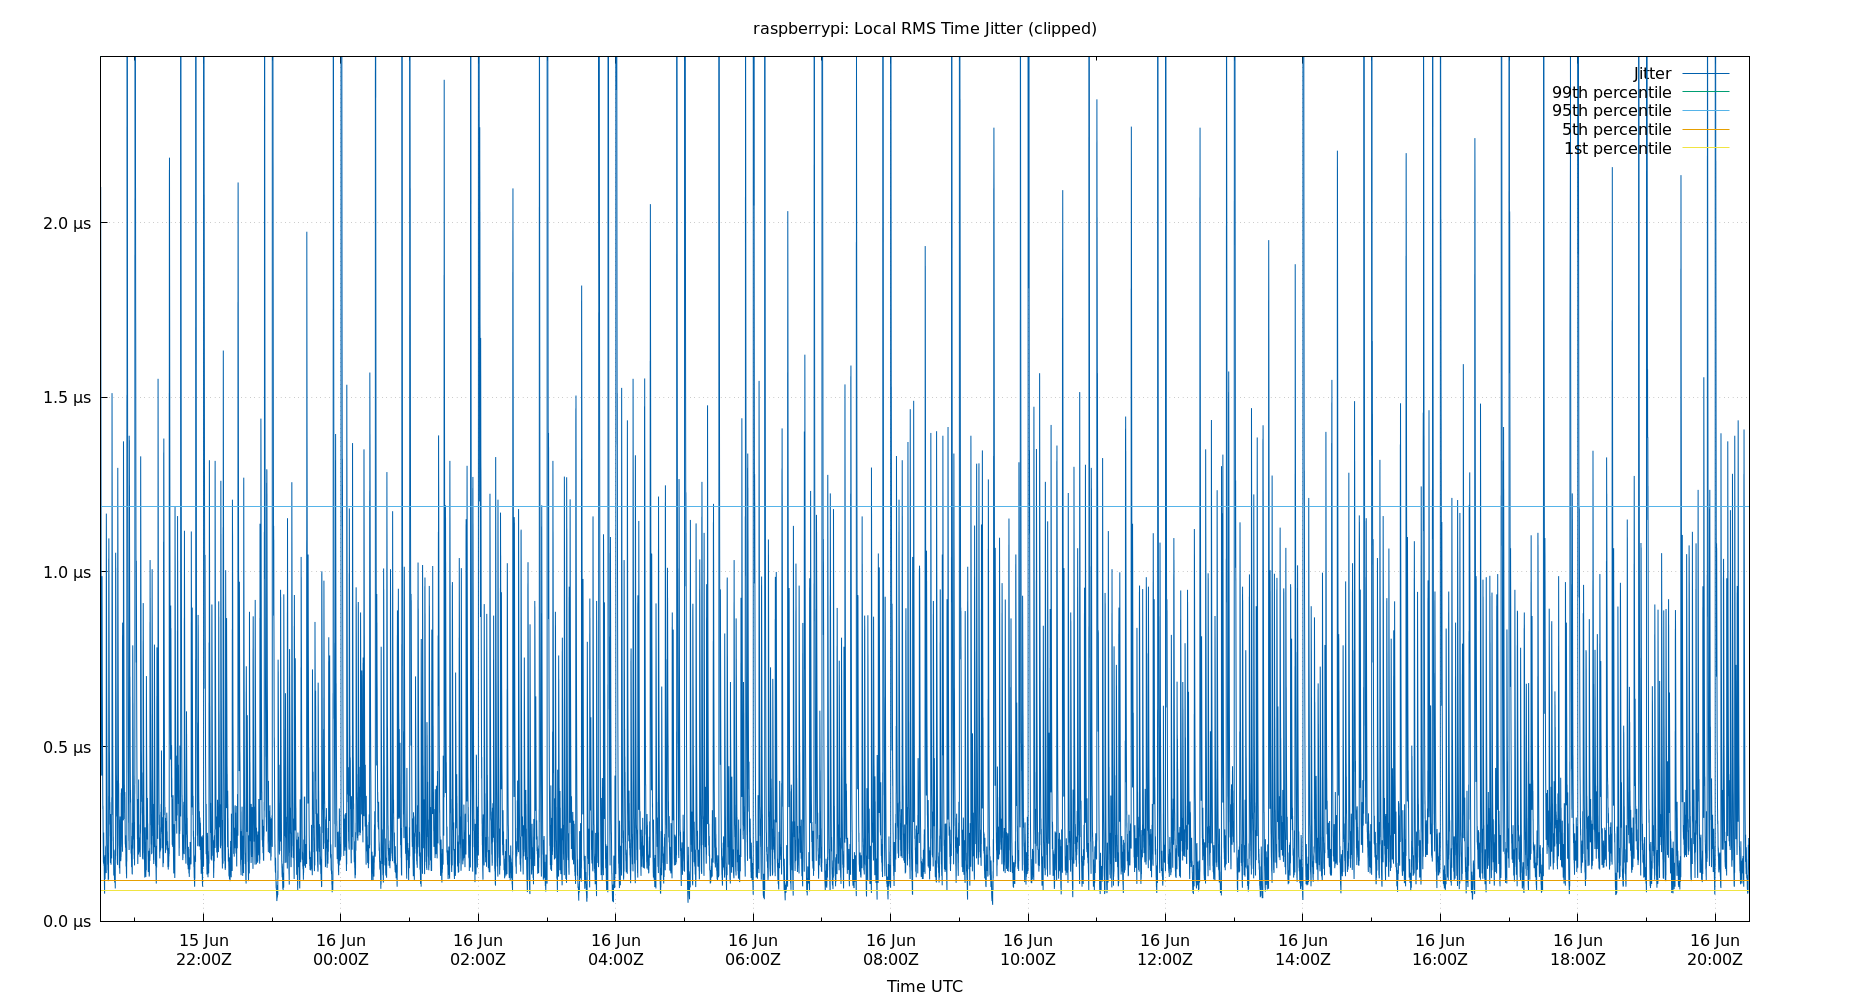 raspberrypi: Local RMS Time Jitter (clipped)
Jitter
99th percentile
95th percentile
5th percentile
1st percentile
2.0 µs
1.5 µs
1.0 µs
0.5 µs
0.0 µs
15 Jun 16 Jun 16 Jun 16 Jun 16 Jun 16 Jun 16 Jun 16 Jun 16 Jun 16 Jun 16 Jun 16 Jun
22:00Z 00:00Z 02:00Z 04:00Z 06:00Z 08:00Z 10:00Z 12:00Z 14:00Z 16:00Z 18:00Z 20:00Z
Time UTC